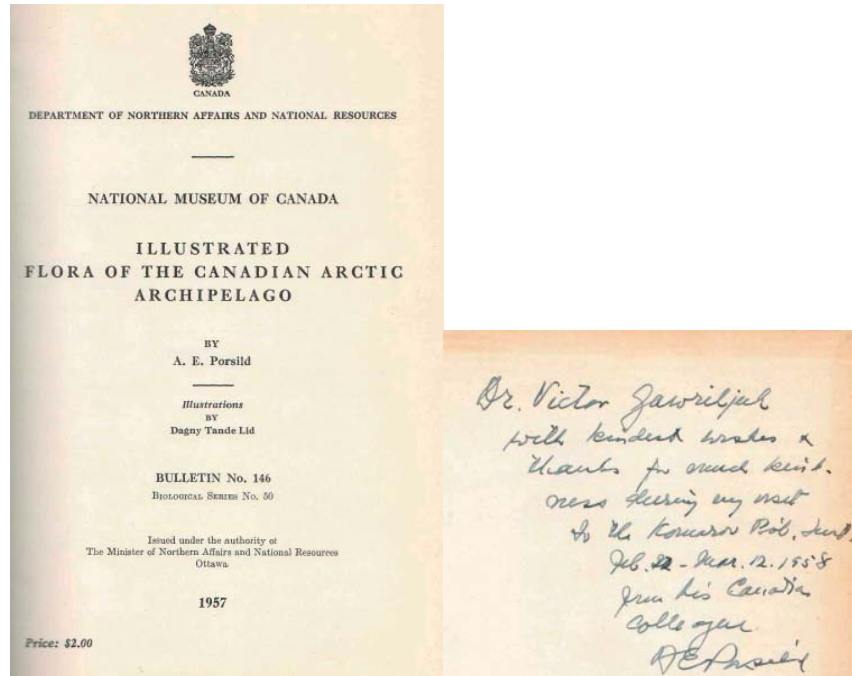 CANADA
DEPARTMENT OF NORTHERN AFFAIRS AND NATIONAL RESOURCES
NATIONAL MUSEUM OF CANADA
ILLUSTRATED
FLORA OF THE CANADIAN ARCTIC
ARCHIPELAGO
BY
A. E. Porsild
Illustrations
BY
Dagny Tande Lid
BULLETIN No. 146
BIOLOGICAL SERIES No. 50
Issued under the authority of
The Minister of Northern Affairs and National Resources
Ottawa
1957
Price: $2.00
Dr. Victor
with kindest wishes &
thanks for much kind-
ness during my visit
to the Komarov Bot. Inst.
Feb. 22 - Mar. 12. 1958
from his Canadian
colleague
AE Porsild